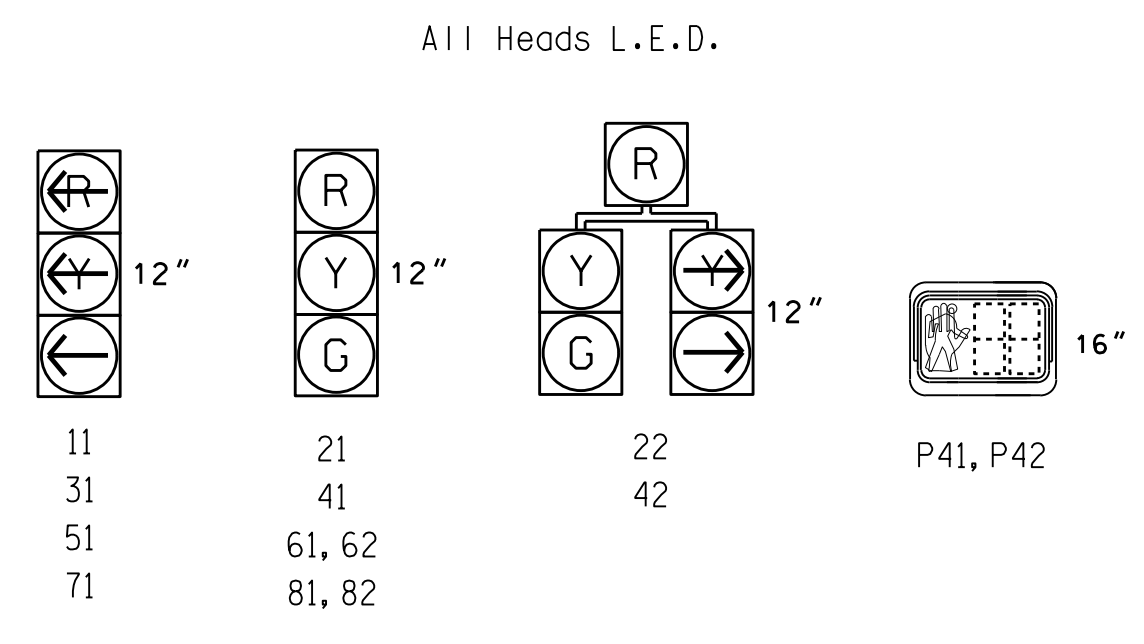 All Heads L.E.D.
R
Y
12"
11
31
51
71
R
Y
12"
G
21
41
61, 62
81, 82
R
Y
Y
G
12"
22
42
16"
P41, P42